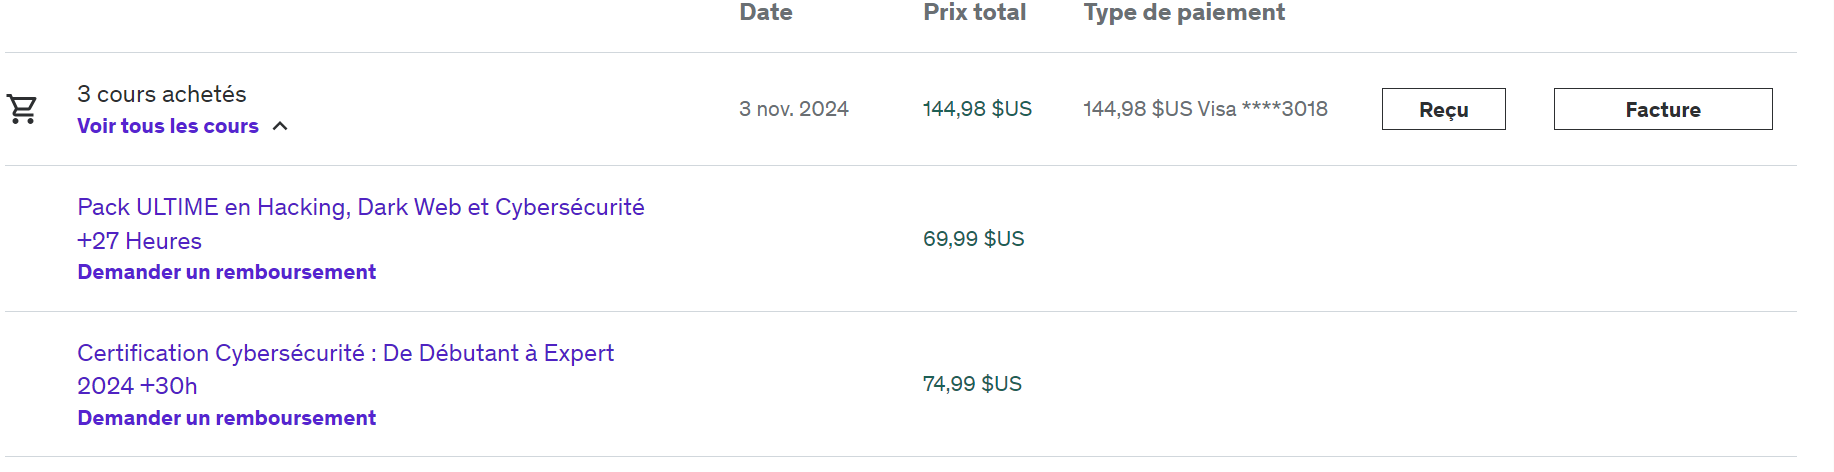 Date Prix total Type de paiement
3 cours achetés
Voir tous les cours
3 nov. 2024 144,98 $US 144,98 $US Visa ****3018 Reçu Facture
Pack ULTIME en Hacking, Dark Web et Cybersécurité
+27 Heures
Demander un remboursement
69,99 $US
Certification Cybersécurité : De Débutant à Expert
2024 +30h
Demander un remboursement
74,99 $US